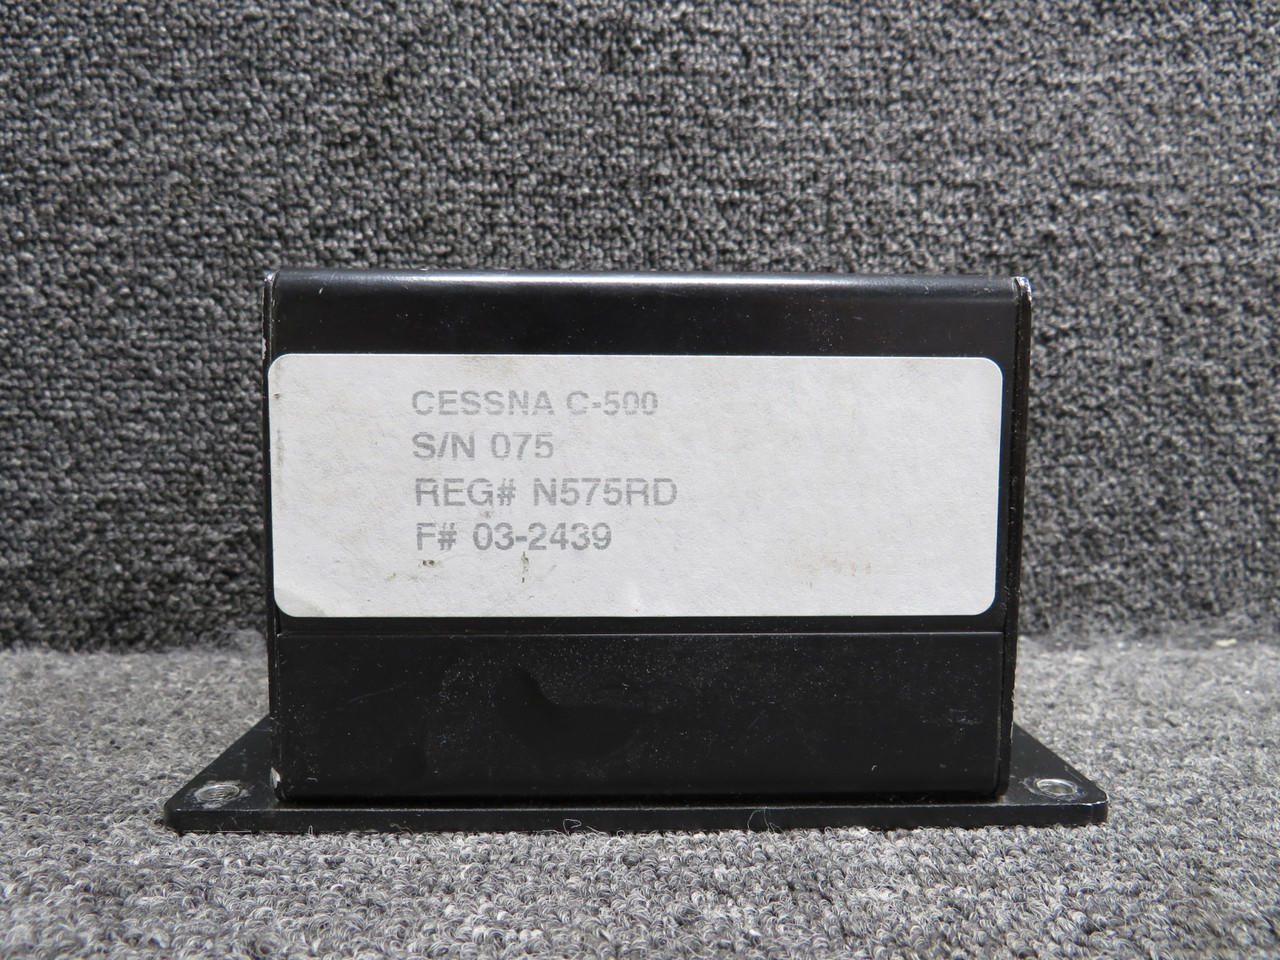 CESSNA C-500
S/N 075
REG# N575RD
F# 03-2439